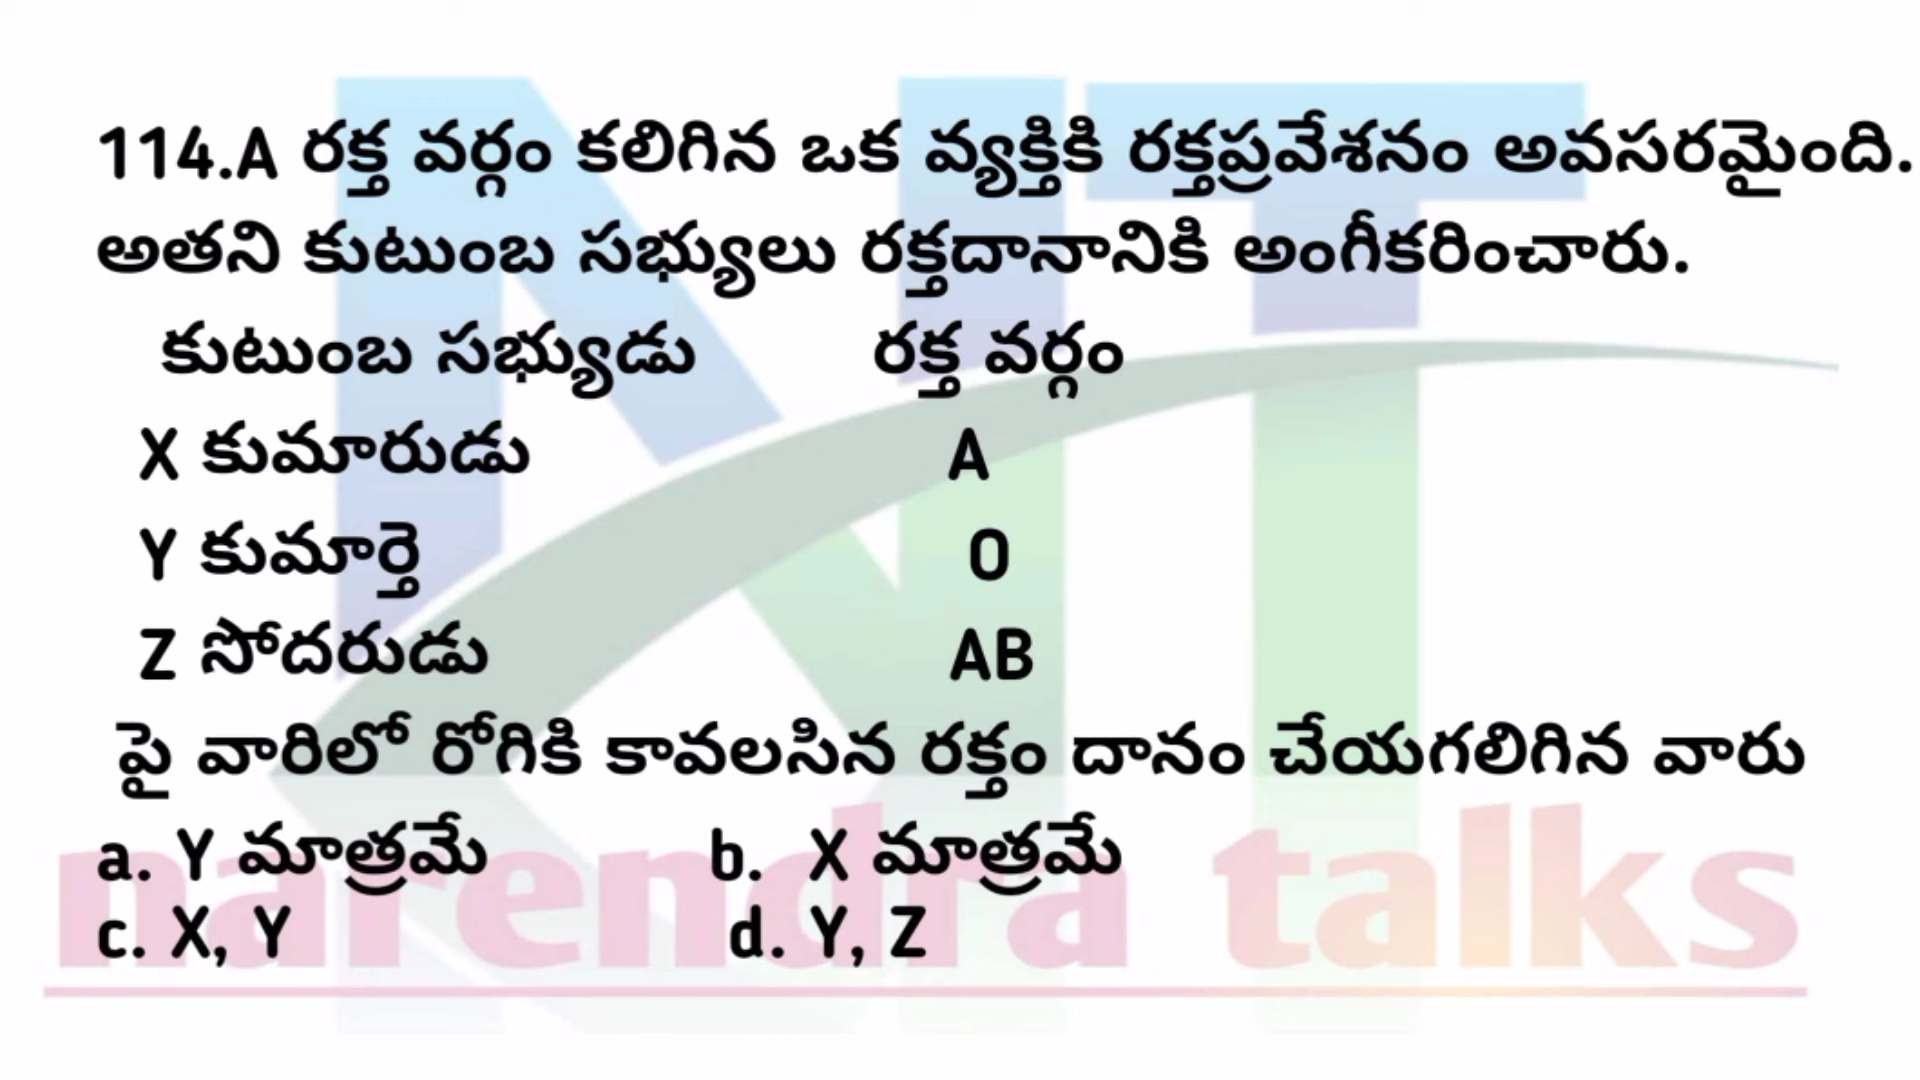 114.A రక్త వర్గం కలిగిన ఒక వ్యక్తికి రక్తప్రవేశనం అవసరమైంది.
అతని కుటుంబ సభ్యులు రక్తదానానికి అంగీకరించారు.
కుటుంబ సభ్యుడు రక్త వర్గం
X కుమారుడు A
Y కుమార్తె O
Z సోదరుడు AB
పై వారిలో రోగికి కావలసిన రక్తం దానం చేయగలిగిన వారు
a. Y మాత్రమే b. X మాత్రమే
c. X, Y d. Y, Z
NT
narendra talks